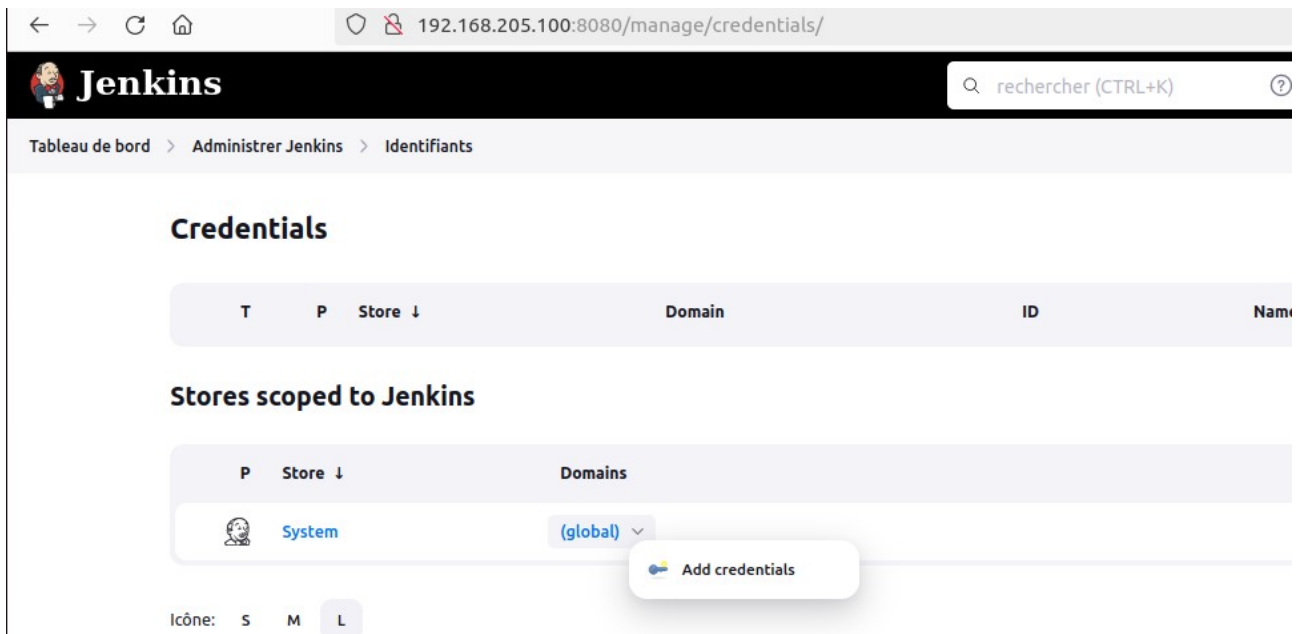 192.168.205.100:8080/manage/credentials/
Jenkins
rechercher (CTRL+K)
?
Tableau de bord > Administrer Jenkins > Identifiants
Credentials
T P Store ↓ Domain ID Name
Stores scoped to Jenkins
P Store ↓ Domains
System (global)
Add credentials
Icône: S M L